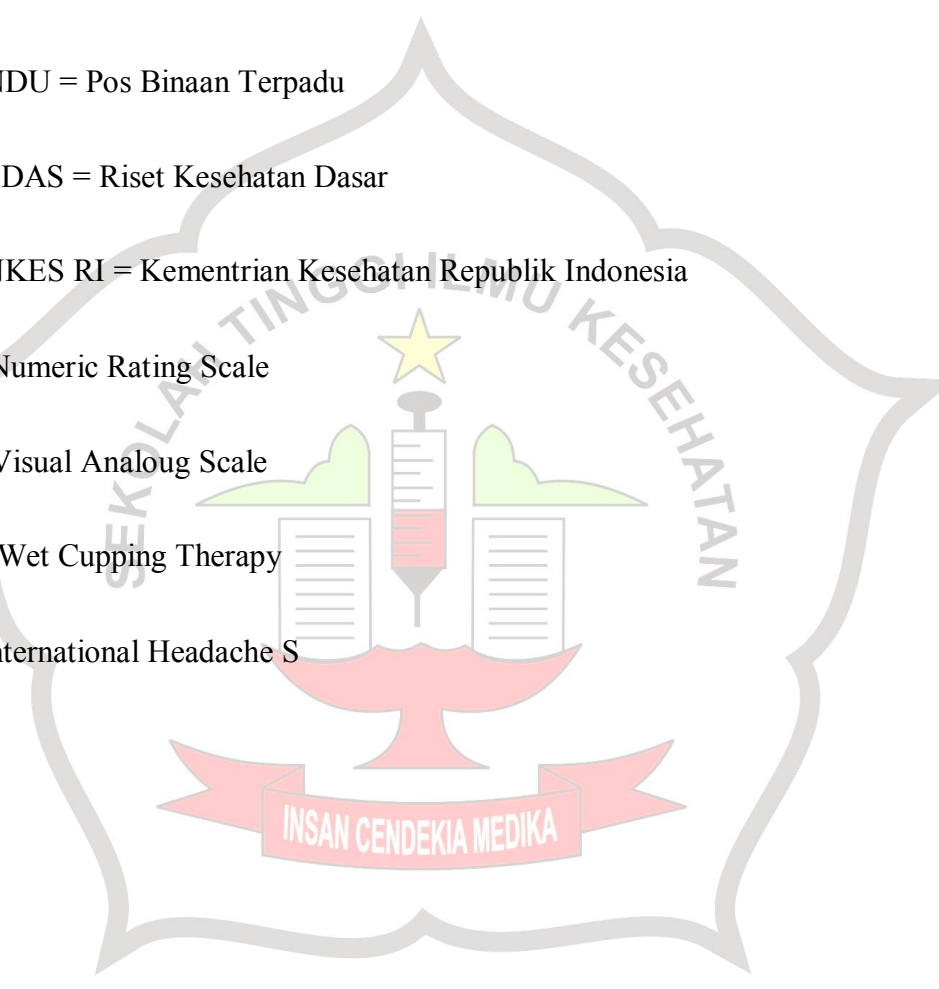 NDU = Pos Binaan Terpadu
DAS = Riset Kesehatan Dasar
NKES RI = Kementrian Kesehatan Republik Indonesia
Numeric Rating Scale
Visual Analoug Scale
Wet Cupping Therapy
nternational Headache S
SEKOLAH TINGGI ILMU KESEHATAN
INSAN CENDEKIA MEDIKA